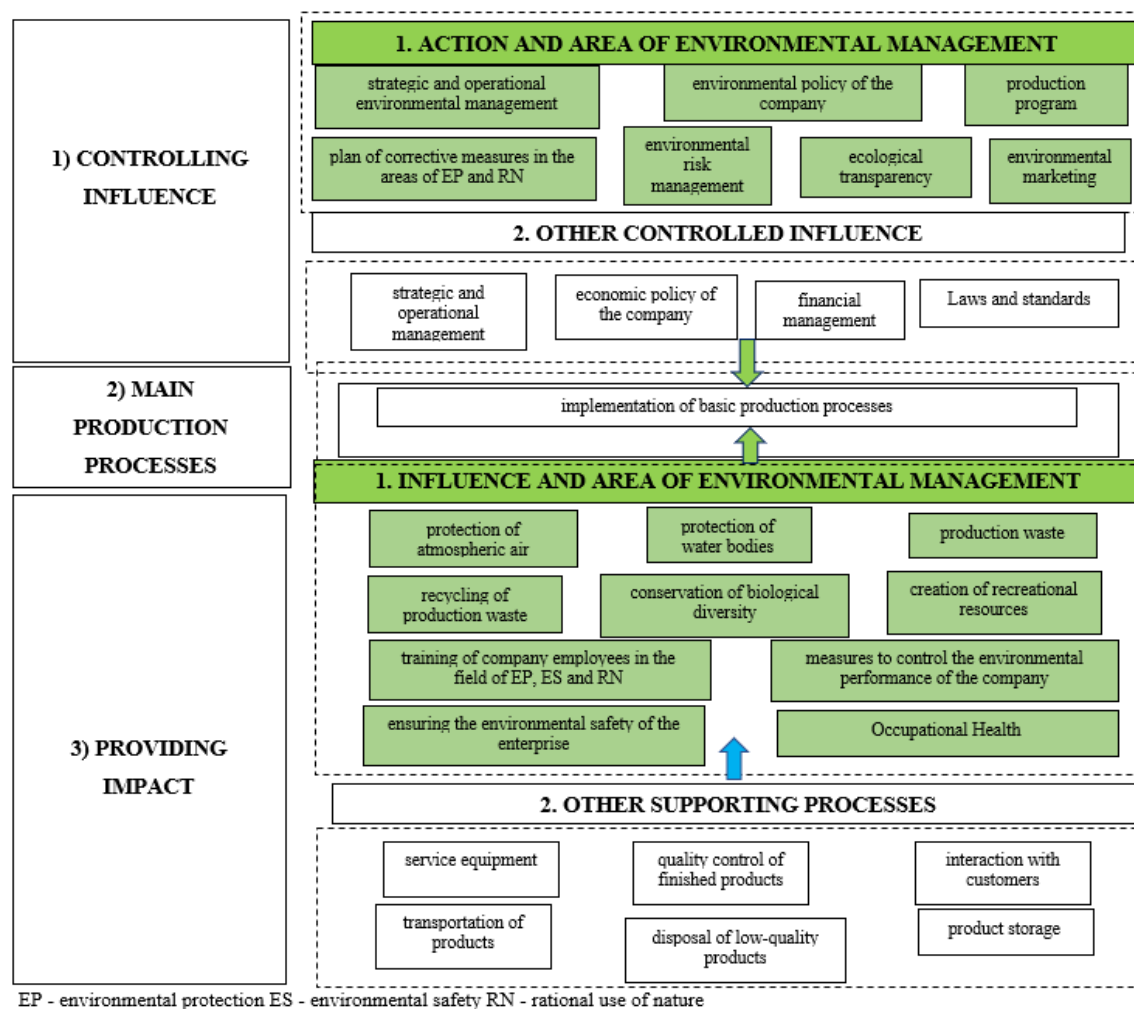 1) CONTROLLING
INFLUENCE
1. ACTION AND AREA OF ENVIRONMENTAL MANAGEMENT
strategic and operational
environmental management
environmental policy of the
company
production
program
plan of corrective measures in the
areas of EP and RN
environmental
risk
management
ecological
transparency
environmental
marketing
2. OTHER CONTROLLED INFLUENCE
strategic and
operational
management
economic policy of
the company
financial
management
Laws and standards
2) MAIN
PRODUCTION
PROCESSES
implementation of basic production processes
3) PROVIDING
IMPACT
1. INFLUENCE AND AREA OF ENVIRONMENTAL MANAGEMENT
protection of
atmospheric air
protection of
water bodies
production waste
recycling of
production waste
conservation of biological
diversity
creation of recreational
resources
training of company employees in the
field of EP, ES and RN
measures to control the environmental
performance of the company
ensuring the environmental safety of the
enterprise
Occupational Health
2. OTHER SUPPORTING PROCESSES
service equipment
quality control of
finished products
interaction with
customers
transportation of
products
disposal of low-quality
products
product storage
EP - environmental protection ES - environmental safety RN - rational use of nature